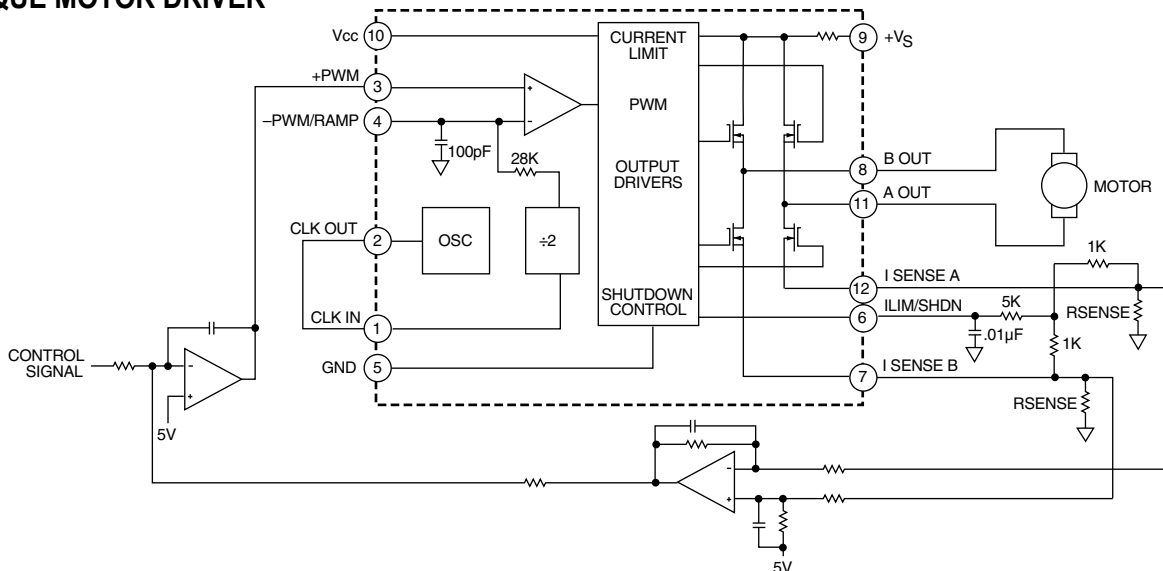 QUE MOTOR DRIVER
Vcc 10
CURRENT LIMIT
9 +VS
+PWM 3
PWM
–PWM/RAMP 4
100pF
28K
OUTPUT DRIVERS
8 B OUT
MOTOR
11 A OUT
CLK OUT 2
OSC
÷2
1K
12 I SENSE A
SHUTDOWN CONTROL
6 ILIM/SHDN
5K
RSENSE
CLK IN 1
.01µF
1K
CONTROL SIGNAL
GND 5
7 I SENSE B
RSENSE
-
+
5V
+
-
-
+
5V